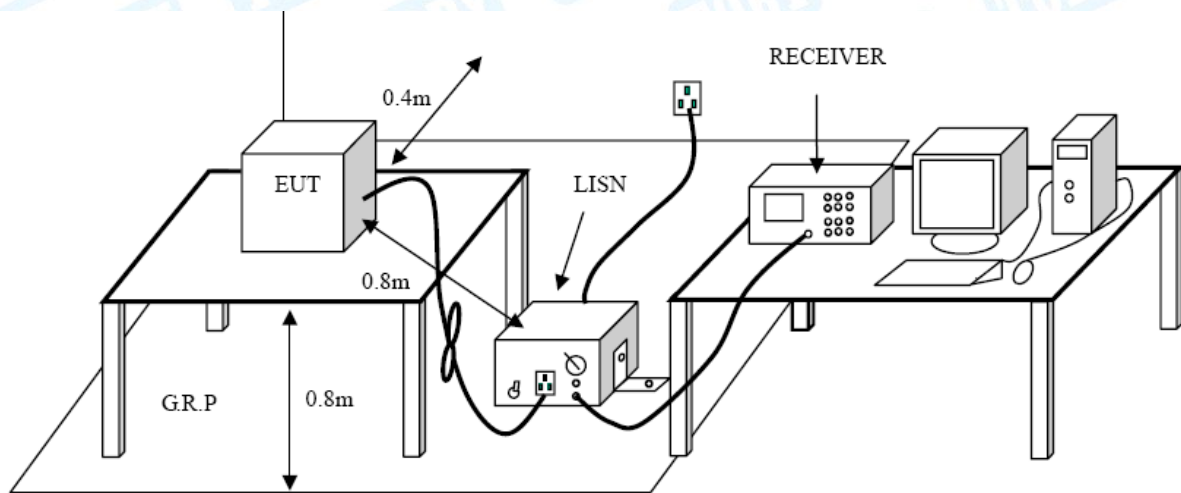 RECEIVER
0.4m
EUT
LISN
0.8m
G.R.P
0.8m